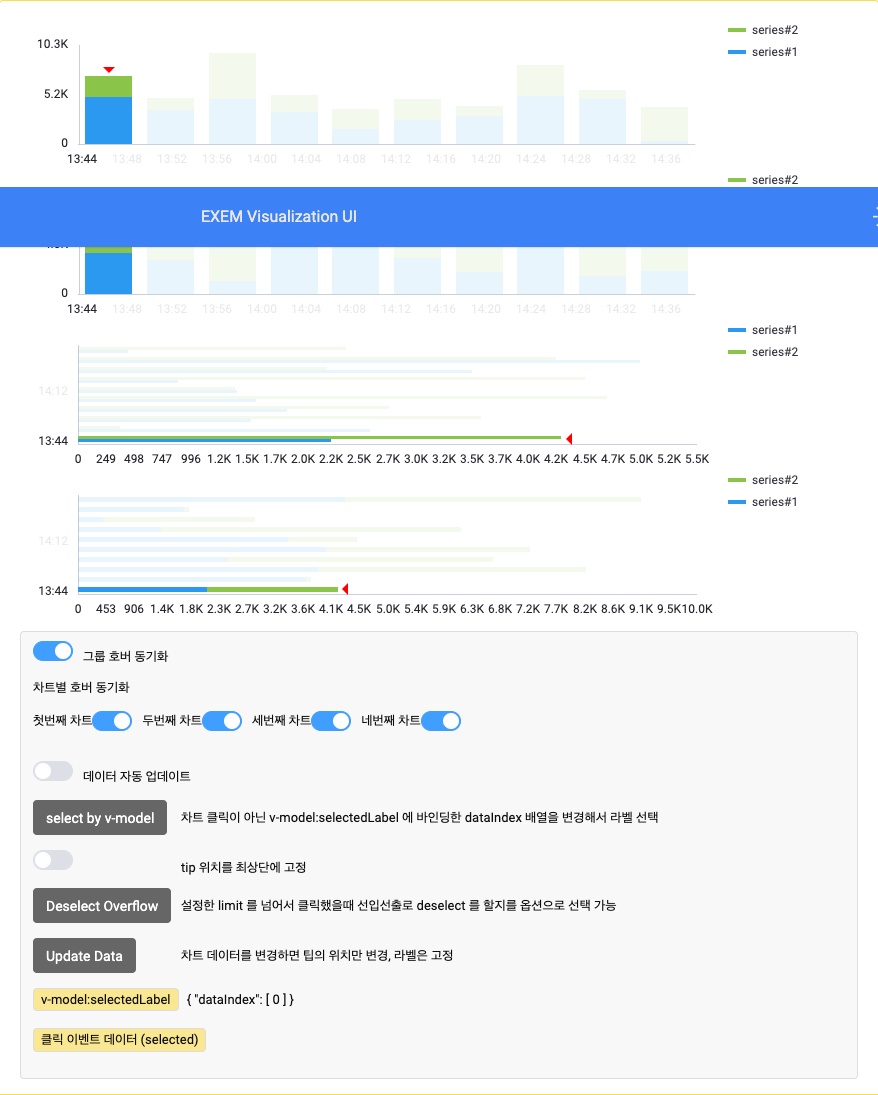 10.3K
series#2
series#1
5.2K
0
13:44 13:48 13:52 13:56 14:00 14:04 14:08 14:12 14:16 14:20 14:24 14:28 14:32 14:36
series#2
EXEM Visualization UI
0
13:44 13:48 13:52 13:56 14:00 14:04 14:08 14:12 14:16 14:20 14:24 14:28 14:32 14:36
series#1
series#2
14:12
13:44
0 249 498 747 996 1.2K 1.5K 1.7K 2.0K 2.2K 2.5K 2.7K 3.0K 3.2K 3.5K 3.7K 4.0K 4.2K 4.5K 4.7K 5.0K 5.2K 5.5K
series#2
series#1
14:12
13:44
0 453 906 1.4K 1.8K 2.3K 2.7K 3.2K 3.6K 4.1K 4.5K 5.0K 5.4K 5.9K 6.3K 6.8K 7.2K 7.7K 8.2K 8.6K 9.1K 9.5K 10.0K
그룹 호버 동기화
차트별 호버 동기화
첫번째 차트 두번째 차트 세번째 차트 네번째 차트
데이터 자동 업데이트
select by v-model 차트 클릭이 아닌 v-model:selectedLabel 에 바인딩한 dataIndex 배열을 변경해서 라벨 선택
tip 위치를 최상단에 고정
Deselect Overflow 설정한 limit 를 넘어서 클릭했을때 선입선출로 deselect 를 할지를 옵션으로 선택 가능
Update Data 차트 데이터를 변경하면 팁의 위치만 변경, 라벨은 고정
v-model:selectedLabel { "dataIndex": [ 0 ] }
클릭 이벤트 데이터 (selected)